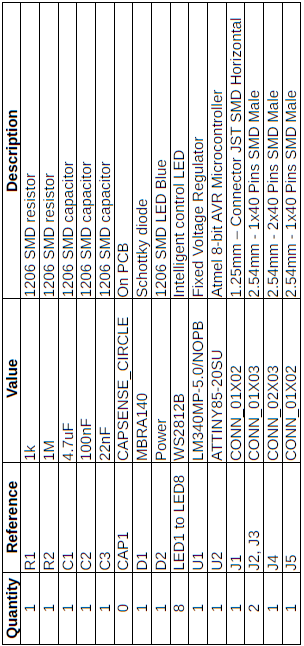 Quantity Reference Value Description
1 R1 1k 1206 SMD resistor
1 R2 1M 1206 SMD resistor
1 C1 4.7uF 1206 SMD capacitor
1 C2 100nF 1206 SMD capacitor
1 C3 22nF 1206 SMD capacitor
0 CAP1 CAPSENSE_CIRCLE On PCB
1 D1 MBRA140 Schottky diode
1 D2 Power 1206 SMD LED Blue
8 LED1 to LED8 WS2812B Intelligent control LED
1 U1 LM340MP-5.0/NOPB Fixed Voltage Regulator
1 U2 ATTINY85-20SU Atmel 8-bit AVR Microcontroller
1 J1 CONN_01X02 1.25mm – Connector JST SMD Horizontal
2 J2, J3 CONN_01X03 2.54mm - 1x40 Pins SMD Male
1 J4 CONN_02X03 2.54mm - 2x40 Pins SMD Male
1 J5 CONN_01X02 2.54mm - 1x40 Pins SMD Male